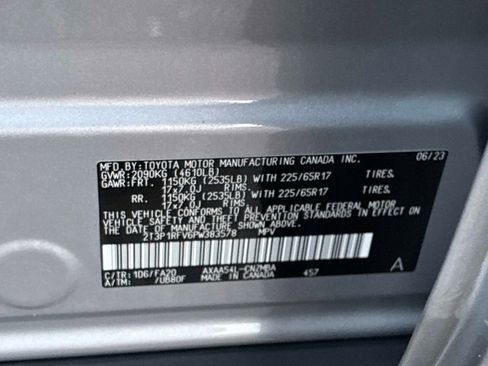 MFD.BY:TOYOTA MOTOR MANUFACTURING CANADA INC. 06/23
GVWR:2090KG (4610LB)
GAWR:FRT. 1150KG (2535LB) WITH 225/65R17 TIRES.
17x7.0J RIMS.
RR. 1150KG (2535LB) WITH 225/65R17 TIRES.
17x7.0J RIMS.
THIS VEHICLE CONFORMS TO ALL APPLICABLE FEDERAL MOTOR
VEHICLE SAFETY AND THEFT PREVENTION STANDARDS IN EFFECT ON
THE DATE OF MANUFACTURE SHOWN ABOVE.
2T3P1RFV6PW383578 MPV
C/TR:1D6/FA20 AXAA54L-CNZMBA 457
A/TM: /UB80F MADE IN CANADA A